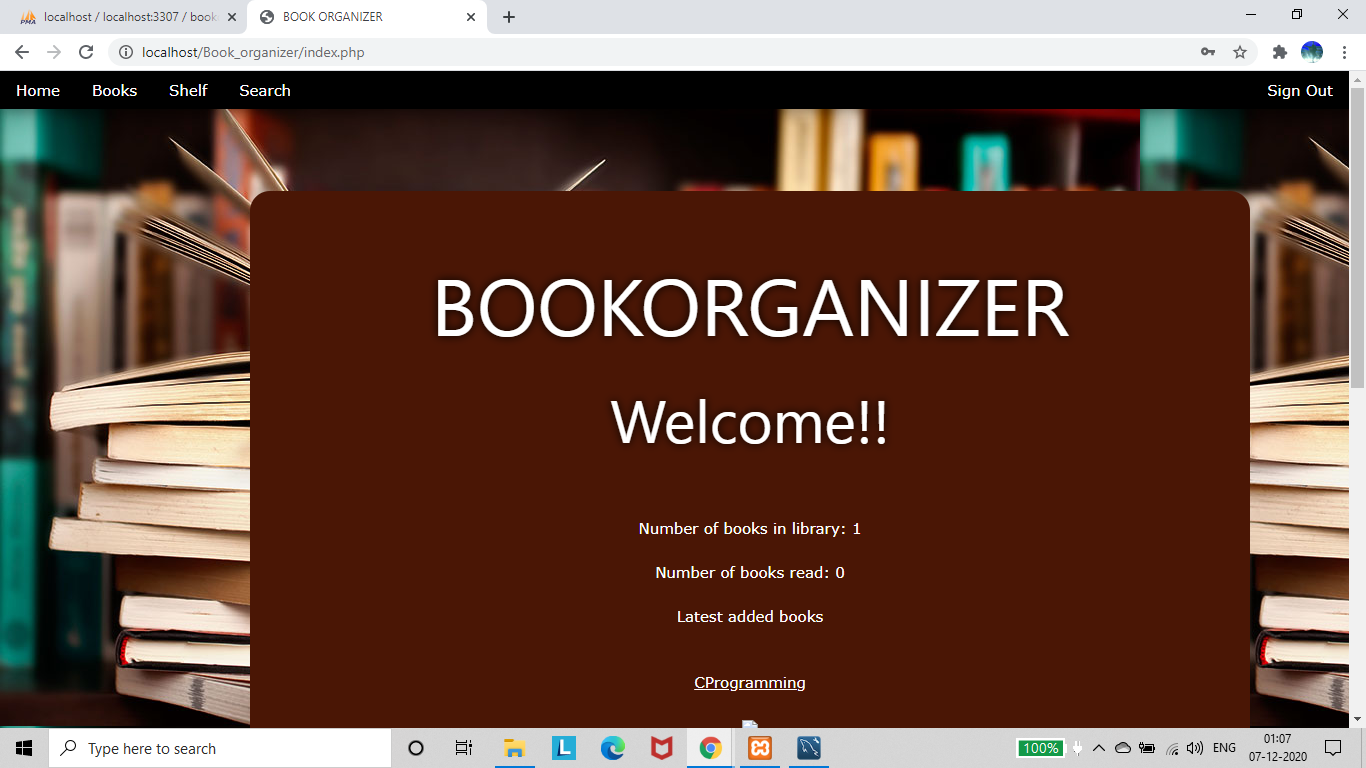 localhost / localhost:3307 / book
BOOK ORGANIZER
localhost/Book_organizer/index.php
Home Books Shelf Search Sign Out
BOOKORGANIZER
Welcome!!
Number of books in library: 1
Number of books read: 0
Latest added books
CProgramming
Type here to search
100%
ENG
01:07
07-12-2020